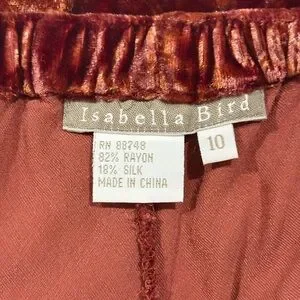 Isabella Bird
10
RN 88748
82% RAYON
18% SILK
MADE IN CHINA